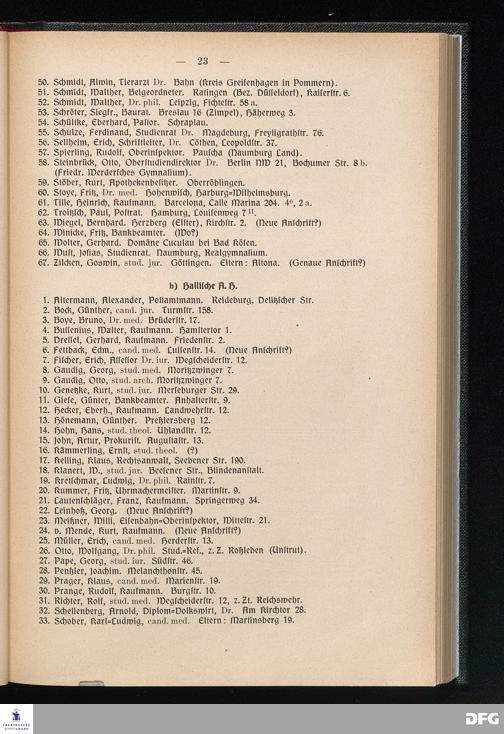 — 23 —
50. Schmidt, Alwin, Tierarzt Dr. Bahn (Kreis Greifenhagen in Pommern).
51. Schmidt, Walther, Beigeordneter. Ratingen (Bez. Düsseldorf), Kaiserstr. 6.
52. Schmidt, Walther, Dr. phil. Leipzig, Fichtestr. 58 a.
53. Schröter, Siegfr., Baurat. Breslau 16 (Zimpel), Häherweg 3.
54. Schültke, Eberhard, Pastor. Schraplau.
55. Schulze, Ferdinand, Studienrat Dr. Magdeburg, Freyligrathstr. 76.
56. Sellheim, Erich, Schriftleiter, Dr. Cöthen, Leopoldstr. 37.
57. Spierling, Rudolf, Oberinspektor. Pauscha (Naumburg Land).
58. Steinbrück, Otto, Oberstudiendirektor Dr. Berlin NO 21, Bochumer Str. 8 b.
(Friedr. Werdersches Gymnasium).
59. Stöber, Kurt, Apothekenbesitzer. Oberröblingen.
60. Stoye, Fritz, Dr. med. Hohenwisch, Harburg=Wilhelmsburg.
61. Tille, Heinrich, Kaufmann. Barcelona, Calle Marina 204. 4º, 2 a.
62. Troitzsch, Paul, Postrat. Hamburg, Louisenweg 7 II.
63. Wiegel, Bernhard. Herzberg (Elster), Kirchstr. 2. (Neue Anschrift?)
64. Winicke, Fritz, Bankbeamter. (Wo?)
65. Wolter, Gerhard. Domäne Cuculau bei Bad Kösen.
66. Wust, Josias, Studienrat. Naumburg, Realgymnasium.
67. Zilcken, Goswin, stud. jur. Göttingen. Eltern: Altona. (Genaue Anschrift?)
b) Hallische A. H.
1. Altermann, Alexander, Postamtmann. Reideburg, Delitzscher Str.
2. Bock, Günther, cand. jur. Turmstr. 158.
3. Boye, Bruno, Dr. med. Brüderstr. 17.
4. Bussenius, Walter, Kaufmann. Hamstertor 1.
5. Dressel, Gerhard, Kaufmann. Friedenstr. 2.
6. Fettback, Edm., cand. med. Luisenstr. 14. (Neue Anschrift?)
7. Fischer, Erich, Assessor Dr. iur. Wegscheiderstr. 12.
8. Gaudig, Georg, stud. med. Moritzzwinger 7.
9. Gaudig, Otto, stud. arch. Moritzzwinger 7.
10. Genetzke, Kurt, stud. iur. Merseburger Str. 29.
11. Giese, Günter, Bankbeamter. Anhalterstr. 9.
12. Hecker, Eberh., Kaufmann. Landwehrstr. 12.
13. Hönemann, Günther. Preßlersberg 12.
14. Hohn, Hans, stud. theol. Uhlandstr. 12.
15. John, Artur, Prokurist. Augustastr. 13.
16. Kämmerling, Ernst, stud. theol. (?)
17. Kelling, Klaus, Rechtsanwalt, Seebener Str. 190.
18. Klanert, W., stud. jur. Beesener Str., Blindenanstalt.
19. Kretschmar, Ludwig, Dr. phil. Rainstr. 7.
20. Kummer, Fritz, Uhrmachermeister. Martinstr. 9.
21. Lautenschläger, Franz, Kaufmann. Springerweg 34.
22. Leinhoß, Georg. (Neue Anschrift?)
23. Meißner, Willi, Eisenbahn=Oberinspektor, Wittestr. 21.
24. v. Mende, Kurt, Kaufmann. (Neue Anschrift?)
25. Müller, Erich, cand. med. Herderstr. 13.
26. Otto, Wolfgang, Dr. phil. Stud.=Ref., z. Z. Roßleben (Unstrut).
27. Pape, Georg, stud. iur. Südstr. 46.
28. Penßler, Joachim. Melanchthonstr. 45.
29. Prager, Klaus, cand. med. Marienstr. 19.
30. Prange, Rudolf, Kaufmann. Burgstr. 10.
31. Richter, Rolf, stud. med. Wegscheiderstr. 12, z. Zt. Reichswehr.
32. Schellenberg, Arnold, Diplom=Volkswirt, Dr. Am Kirchtor 28.
33. Schober, Karl=Ludwig, cand. med. Eltern: Martinsberg 19.
FRANCKESCHE STIFTUNGEN
DFG